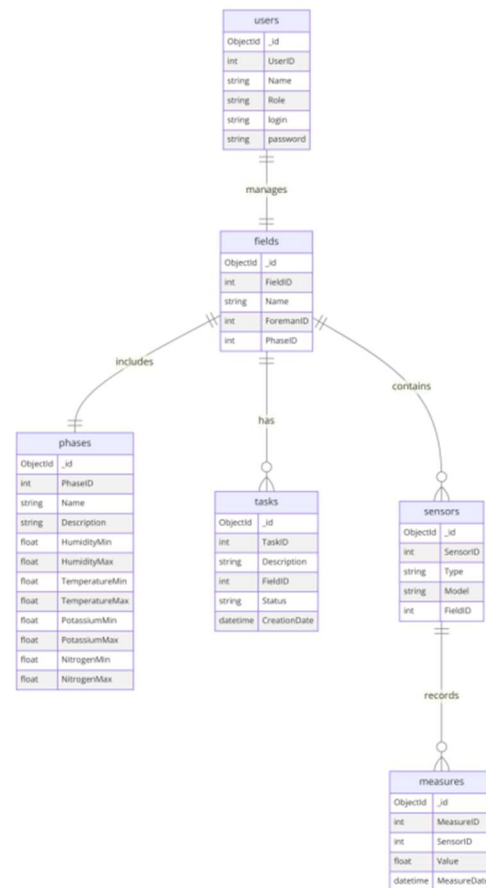 users
ObjectId _id
int UserID
string Name
string Role
string login
string password
manages
fields
ObjectId _id
int FieldID
string Name
int ForemanID
int PhaseID
includes
has
contains
phases
ObjectId _id
int PhaseID
string Name
string Description
float HumidityMin
float HumidityMax
float TemperatureMin
float TemperatureMax
float PotassiumMin
float PotassiumMax
float NitrogenMin
float NitrogenMax
tasks
ObjectId _id
int TaskID
string Description
int FieldID
string Status
datetime CreationDate
sensors
ObjectId _id
int SensorID
string Type
string Model
int FieldID
records
measures
ObjectId _id
int MeasureID
int SensorID
float Value
datetime MeasureDate